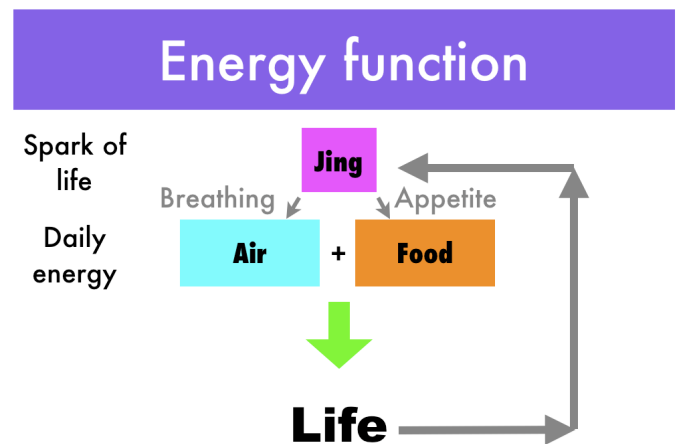 Energy function
Spark of
life
Jing
Breathing
Appetite
Daily
energy
Air + Food
Life